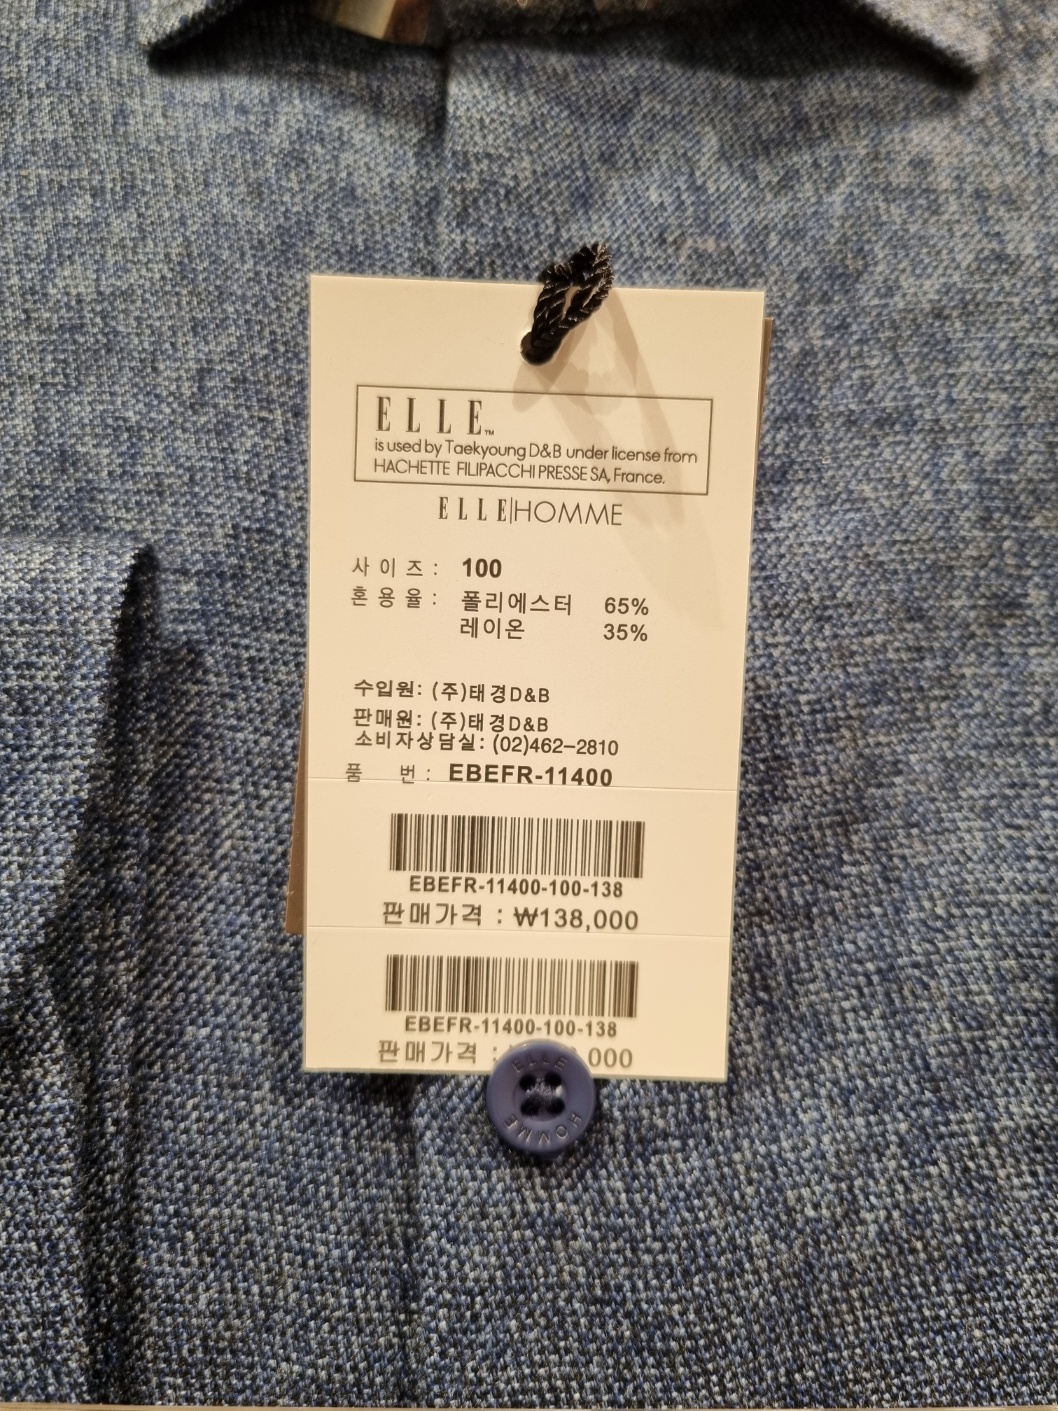 ELLE™
is used by Taekyoung D&B under license from
HACHETTE FILIPACCHI PRESSE SA, France.
ELLE|HOMME
사이즈: 100
혼용율: 폴리에스터 65%
레이온 35%
수입원: (주)태경D&B
판매원: (주)태경D&B
소비자상담실: (02)462-2810
품 번: EBEFR-11400
EBEFR-11400-100-138
판매가격 : ₩138,000
EBEFR-11400-100-138
판매가격 : ,000
ELLE
HOMME